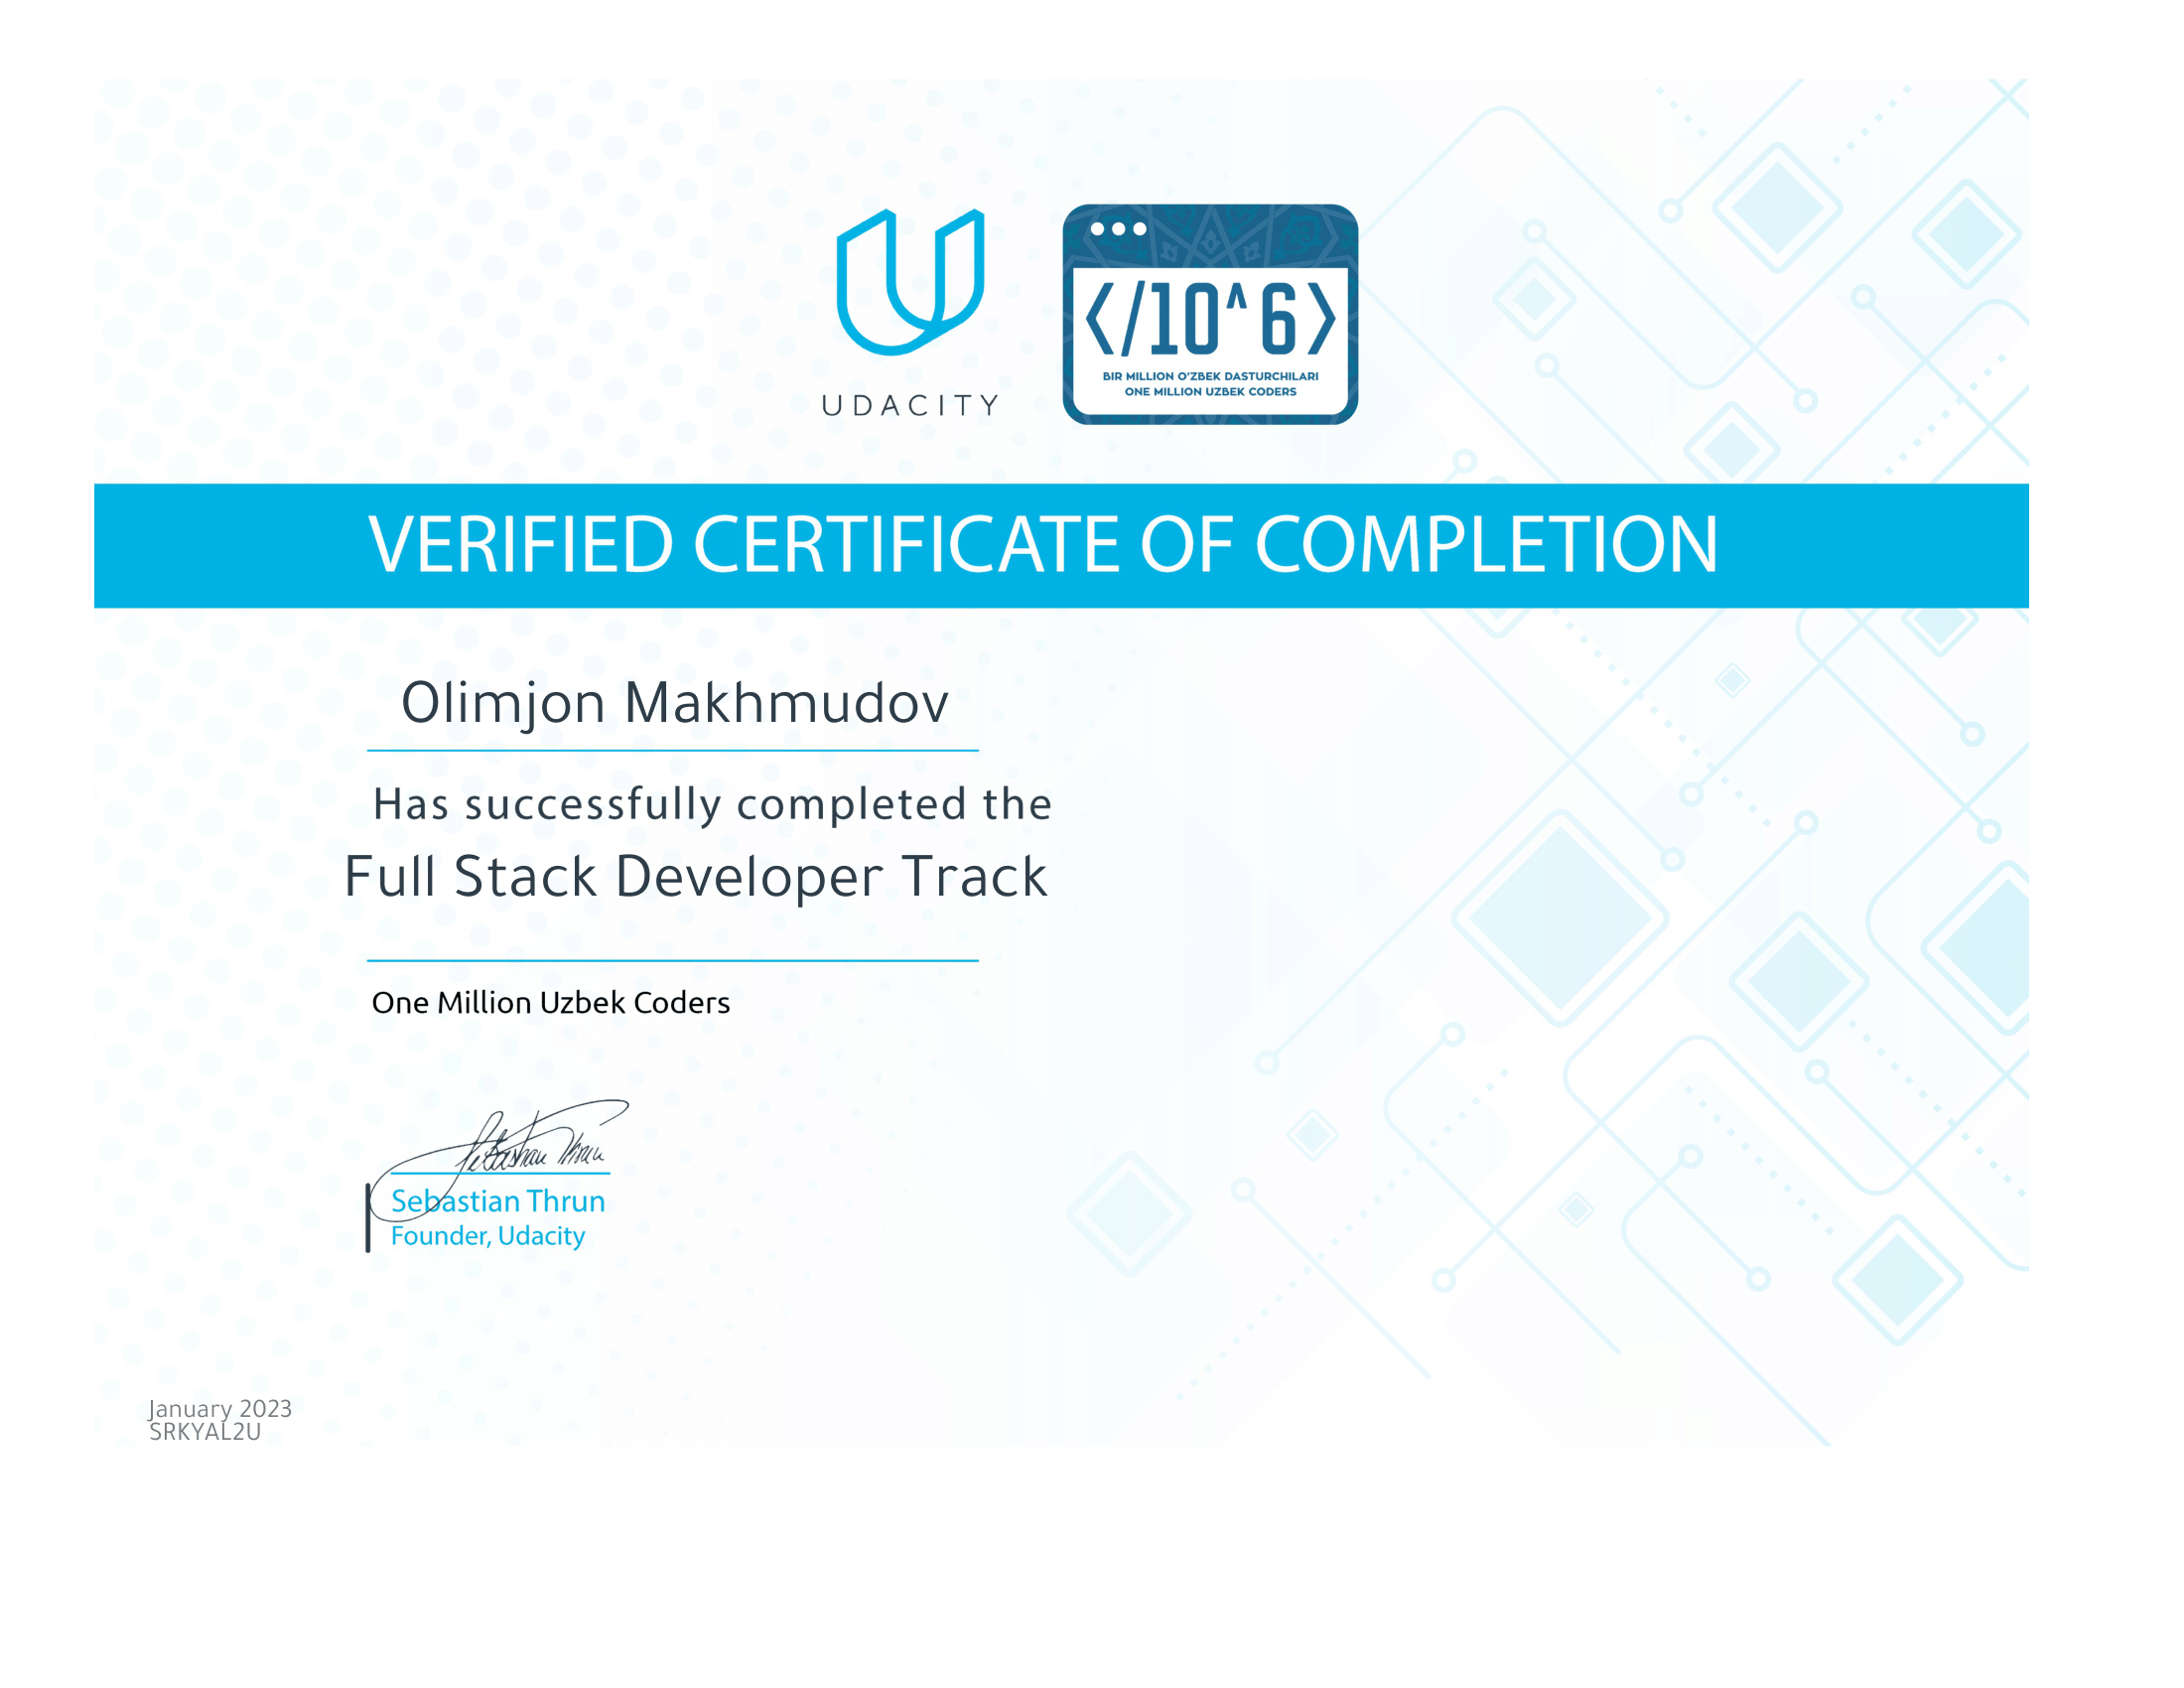 UDACITY
</10^6>
BIR MILLION O'ZBEK DASTURCHILARI
ONE MILLION UZBEK CODERS
VERIFIED CERTIFICATE OF COMPLETION
Olimjon Makhmudov
Has successfully completed the
Full Stack Developer Track
One Million Uzbek Coders
Sebastian Thrun
Sebastian Thrun
Founder, Udacity
January 2023
SRKYAL2U